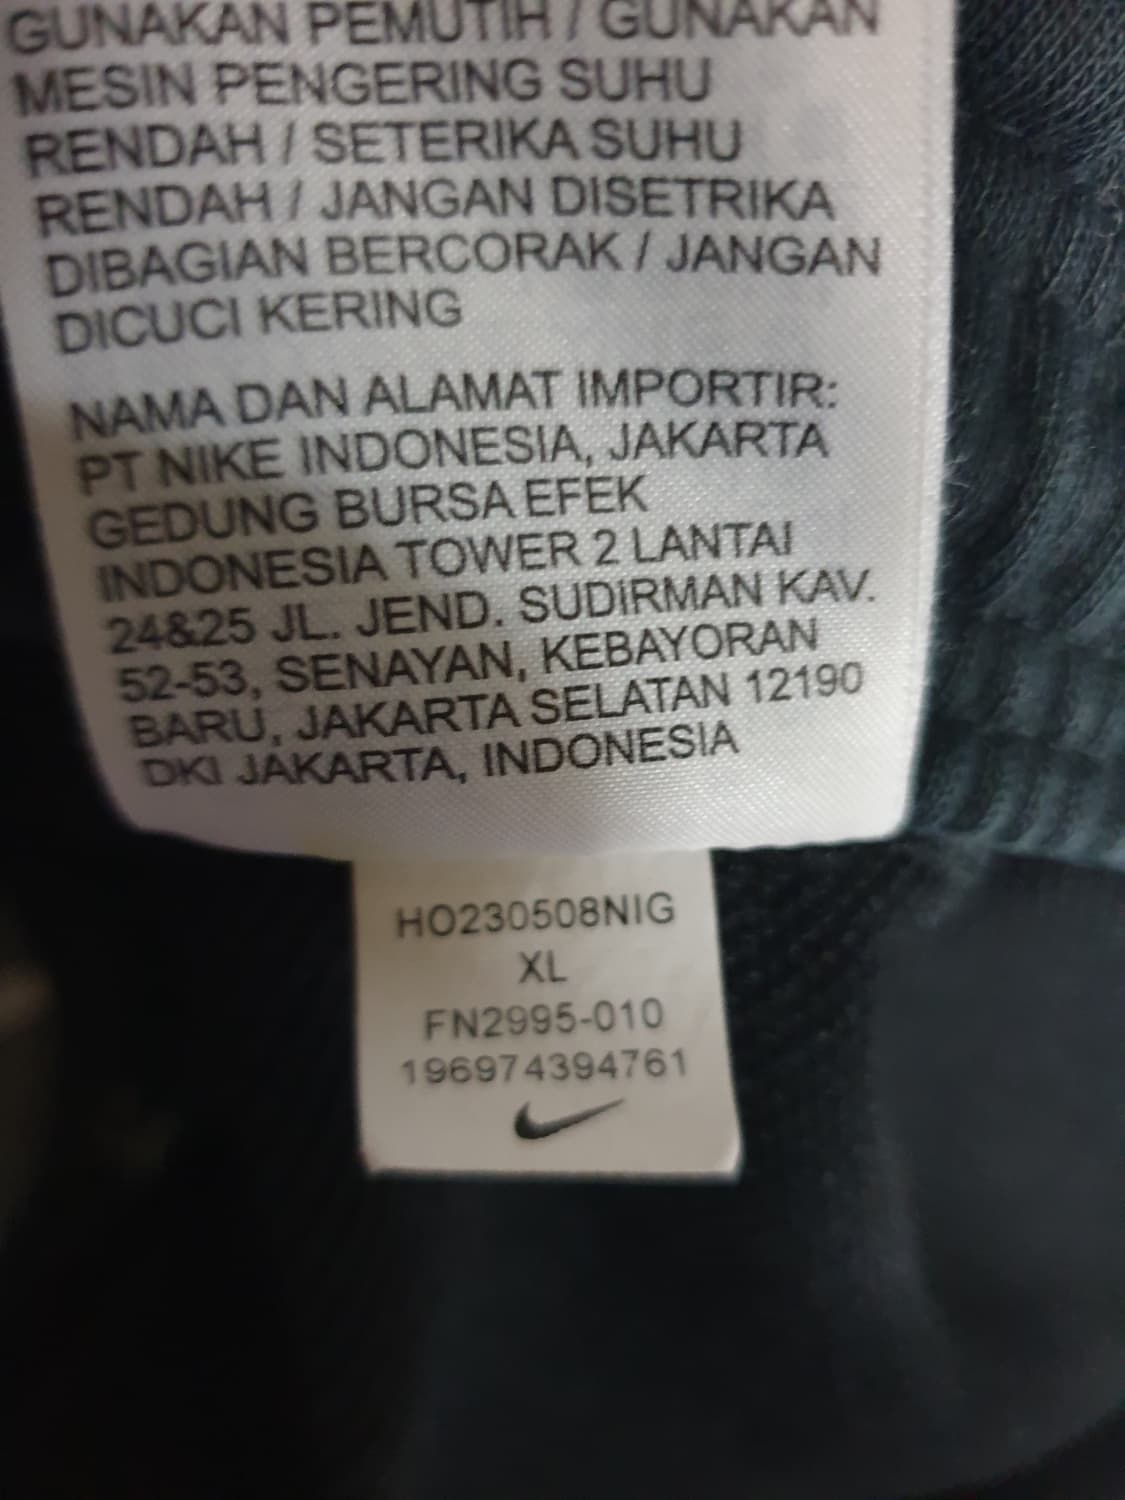 GUNAKAN PEMUTIH / GUNAKAN
MESIN PENGERING SUHU
RENDAH / SETERIKA SUHU
RENDAH / JANGAN DISETRIKA
DIBAGIAN BERCORAK / JANGAN
DICUCI KERING
NAMA DAN ALAMAT IMPORTIR:
PT NIKE INDONESIA, JAKARTA
GEDUNG BURSA EFEK
INDONESIA TOWER 2 LANTAI
24&25 JL. JEND. SUDIRMAN KAV.
52-53, SENAYAN, KEBAYORAN
BARU, JAKARTA SELATAN 12190
DKI JAKARTA, INDONESIA
HO230508NIG
XL
FN2995-010
196974394761